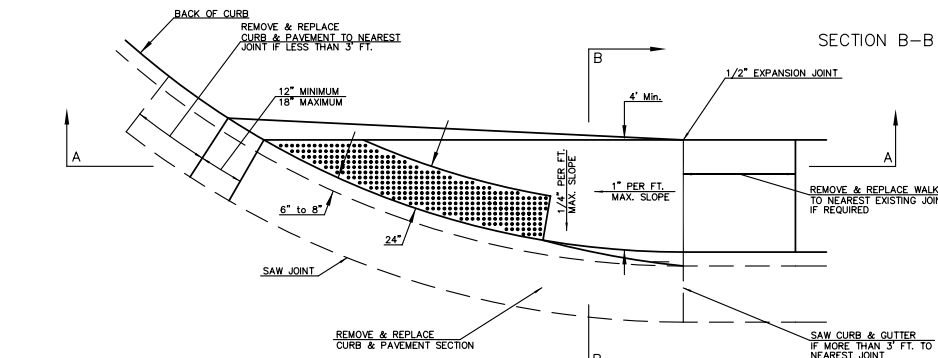 BACK OF CURB
REMOVE & REPLACE
CURB & PAVEMENT TO NEAREST
JOINT IF LESS THAN 3' FT.
SECTION B-B
B
1/2" EXPANSION JOINT
12" MINIMUM
18" MAXIMUM
4' Min.
A
A
1/4" PER FT.
MAX. SLOPE
1" PER FT.
MAX. SLOPE
REMOVE & REPLACE WALK
TO NEAREST EXISTING JOIN
IF REQUIRED
6" to 8"
24"
SAW JOINT
REMOVE & REPLACE
CURB & PAVEMENT SECTION
SAW CURB & GUTTER
IF MORE THAN 3' FT. TO
NEAREST JOINT